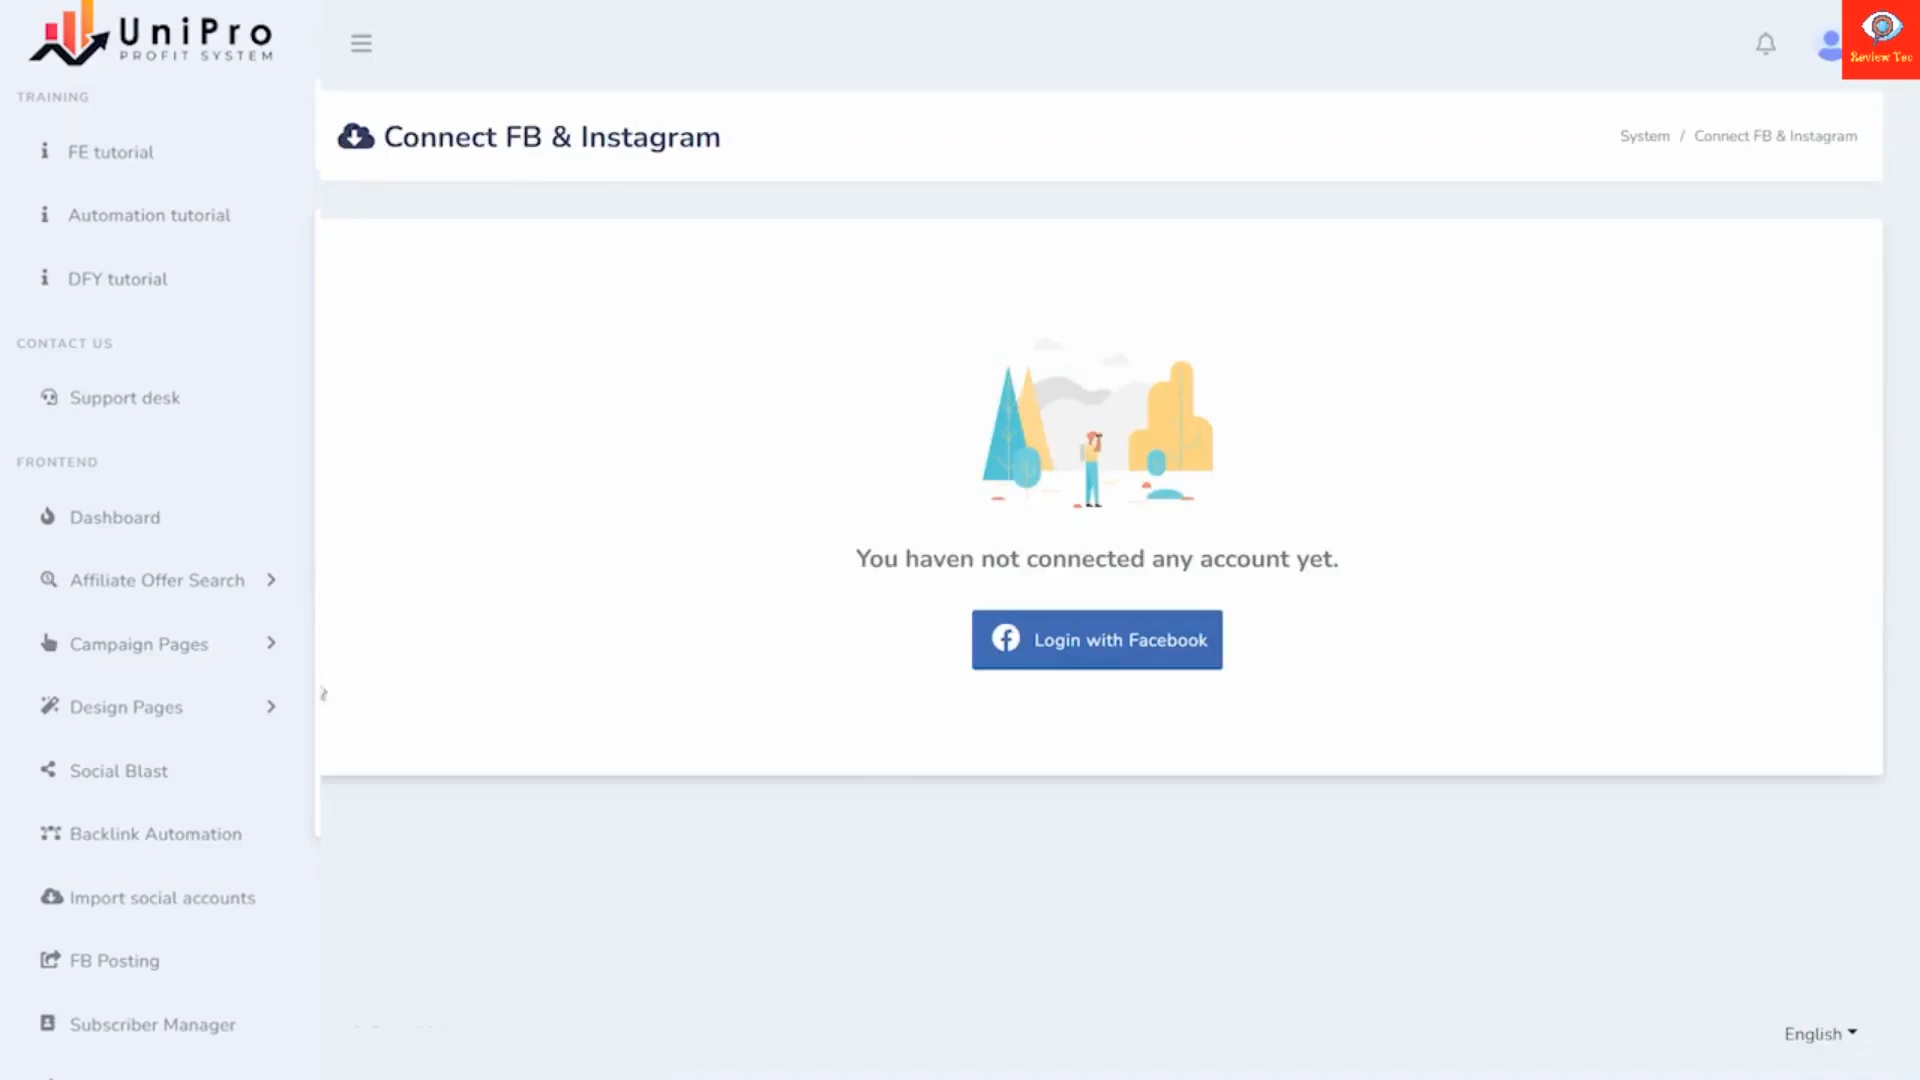 UniPro
PROFIT SYSTEM
Review Tec
TRAINING
Connect FB & Instagram
System / Connect FB & Instagram
FE tutorial
Automation tutorial
DFY tutorial
CONTACT US
Support desk
FRONTEND
Dashboard
You haven not connected any account yet.
Affiliate Offer Search
Login with Facebook
Campaign Pages
Design Pages
Social Blast
Backlink Automation
Import social accounts
FB Posting
Subscriber Manager
English